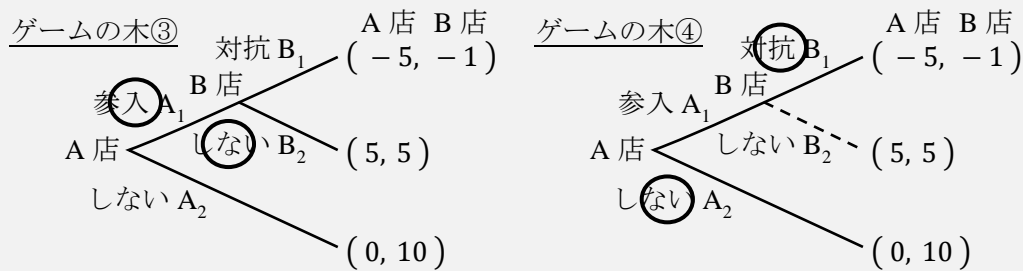 ゲームの木③
A 店 B 店
対抗 B1
( − 5, − 1 )
B 店
参入 A1
A 店
しない B2
( 5, 5 )
しない A2
( 0, 10 )
ゲームの木④
A 店 B 店
対抗 B1
( − 5, − 1 )
B 店
参入 A1
A 店
しない B2
( 5, 5 )
しない A2
( 0, 10 )